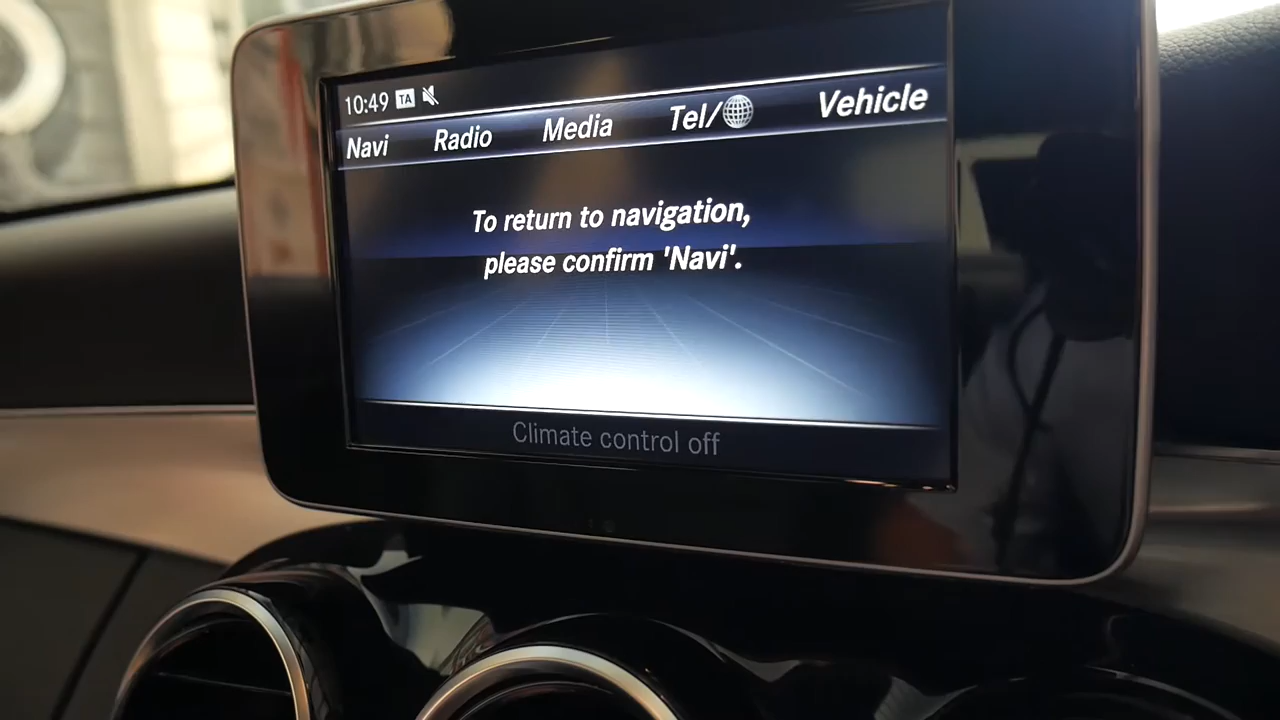 10:49 TA
Navi Radio Media Tel/ Vehicle
To return to navigation,
please confirm 'Navi'.
Climate control off